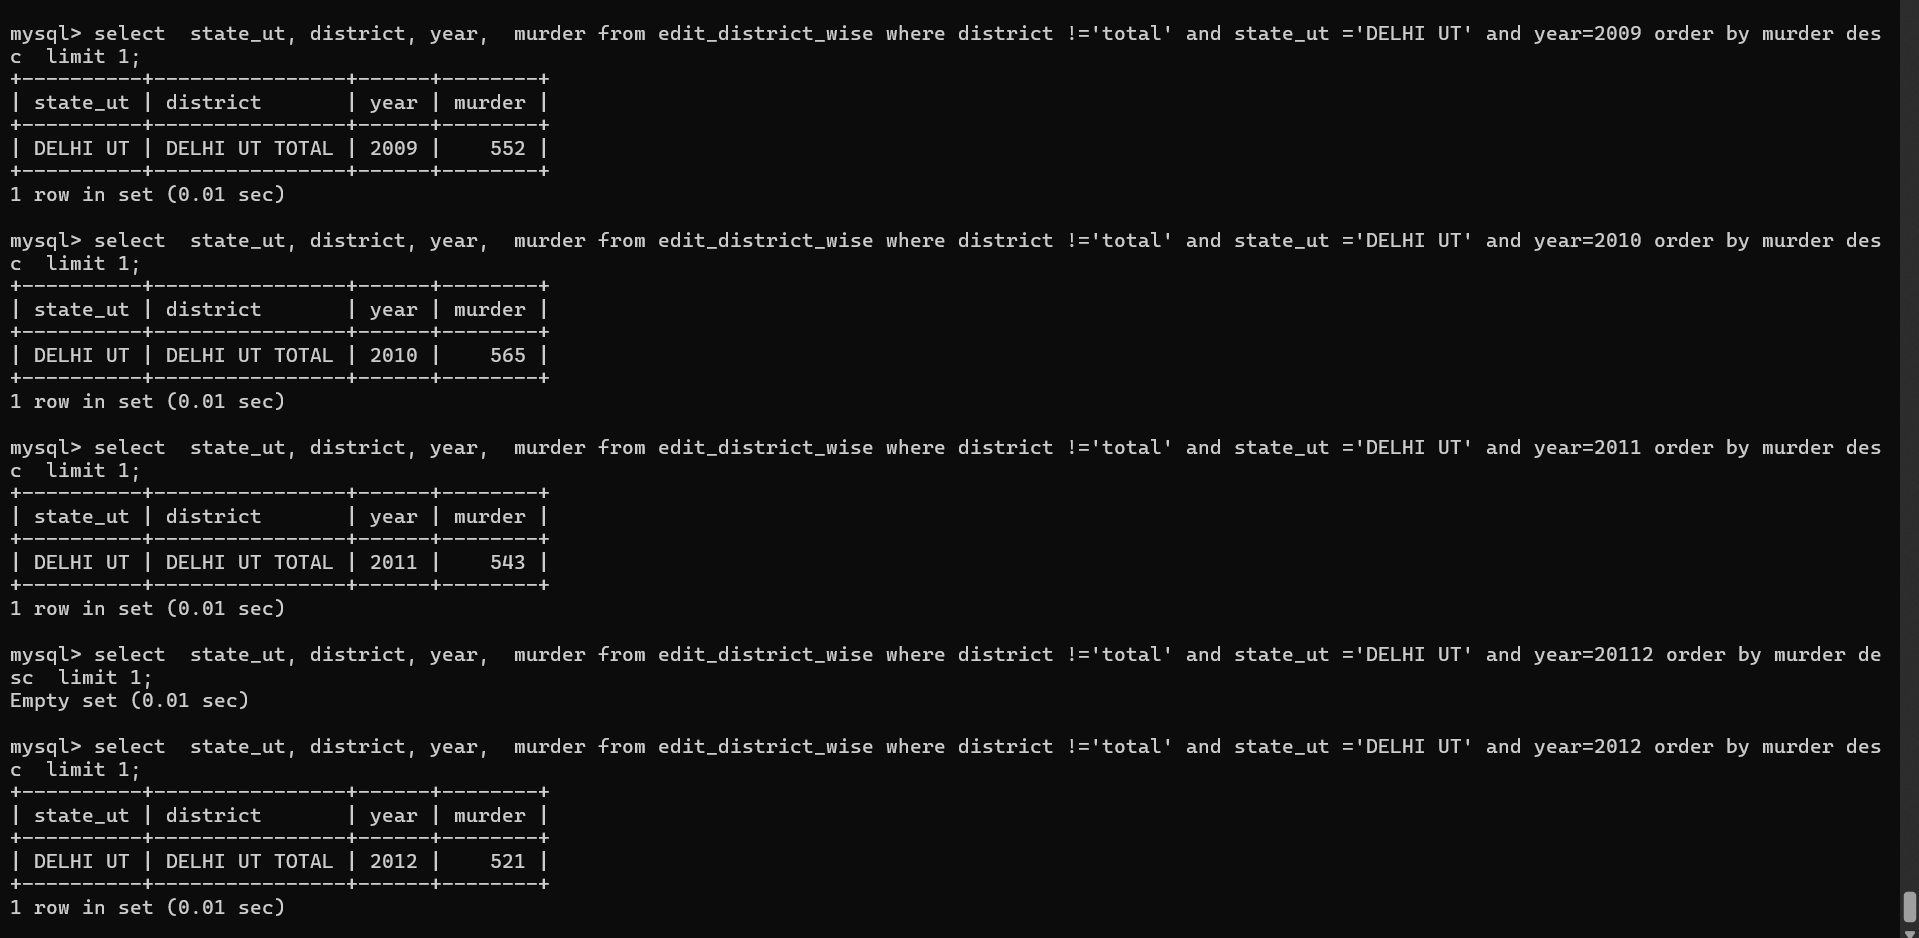 mysql> select  state_ut, district, year,  murder from edit_district_wise where district !='total' and state_ut ='DELHI UT' and year=2009 order by murder des
c  limit 1;
+----------+----------------+------+--------+
| state_ut | district       | year | murder |
+----------+----------------+------+--------+
| DELHI UT | DELHI UT TOTAL | 2009 |    552 |
+----------+----------------+------+--------+
1 row in set (0.01 sec)

mysql> select  state_ut, district, year,  murder from edit_district_wise where district !='total' and state_ut ='DELHI UT' and year=2010 order by murder des
c  limit 1;
+----------+----------------+------+--------+
| state_ut | district       | year | murder |
+----------+----------------+------+--------+
| DELHI UT | DELHI UT TOTAL | 2010 |    565 |
+----------+----------------+------+--------+
1 row in set (0.01 sec)

mysql> select  state_ut, district, year,  murder from edit_district_wise where district !='total' and state_ut ='DELHI UT' and year=2011 order by murder des
c  limit 1;
+----------+----------------+------+--------+
| state_ut | district       | year | murder |
+----------+----------------+------+--------+
| DELHI UT | DELHI UT TOTAL | 2011 |    543 |
+----------+----------------+------+--------+
1 row in set (0.01 sec)

mysql> select  state_ut, district, year,  murder from edit_district_wise where district !='total' and state_ut ='DELHI UT' and year=20112 order by murder de
sc  limit 1;
Empty set (0.01 sec)

mysql> select  state_ut, district, year,  murder from edit_district_wise where district !='total' and state_ut ='DELHI UT' and year=2012 order by murder des
c  limit 1;
+----------+----------------+------+--------+
| state_ut | district       | year | murder |
+----------+----------------+------+--------+
| DELHI UT | DELHI UT TOTAL | 2012 |    521 |
+----------+----------------+------+--------+
1 row in set (0.01 sec)